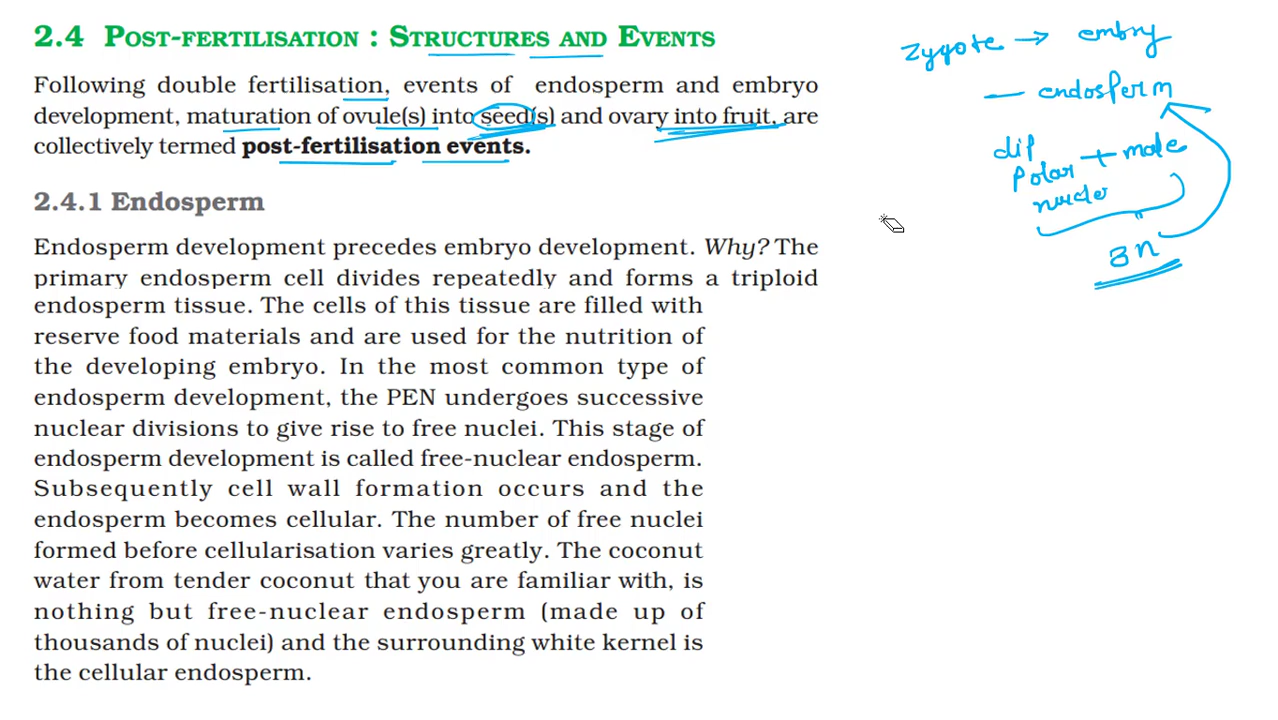 2.4 POST-FERTILISATION : STRUCTURES AND EVENTS
Following double fertilisation, events of endosperm and embryo
development, maturation of ovule(s) into seed(s) and ovary into fruit, are
collectively termed post-fertilisation events.
2.4.1 Endosperm
Endosperm development precedes embryo development. Why? The
primary endosperm cell divides repeatedly and forms a triploid
endosperm tissue. The cells of this tissue are filled with
reserve food materials and are used for the nutrition of
the developing embryo. In the most common type of
endosperm development, the PEN undergoes successive
nuclear divisions to give rise to free nuclei. This stage of
endosperm development is called free-nuclear endosperm.
Subsequently cell wall formation occurs and the
endosperm becomes cellular. The number of free nuclei
formed before cellularisation varies greatly. The coconut
water from tender coconut that you are familiar with, is
nothing but free-nuclear endosperm (made up of
thousands of nuclei) and the surrounding white kernel is
the cellular endosperm.
zygote → embry
— endosperm
dip
polar + male
nucle
3n